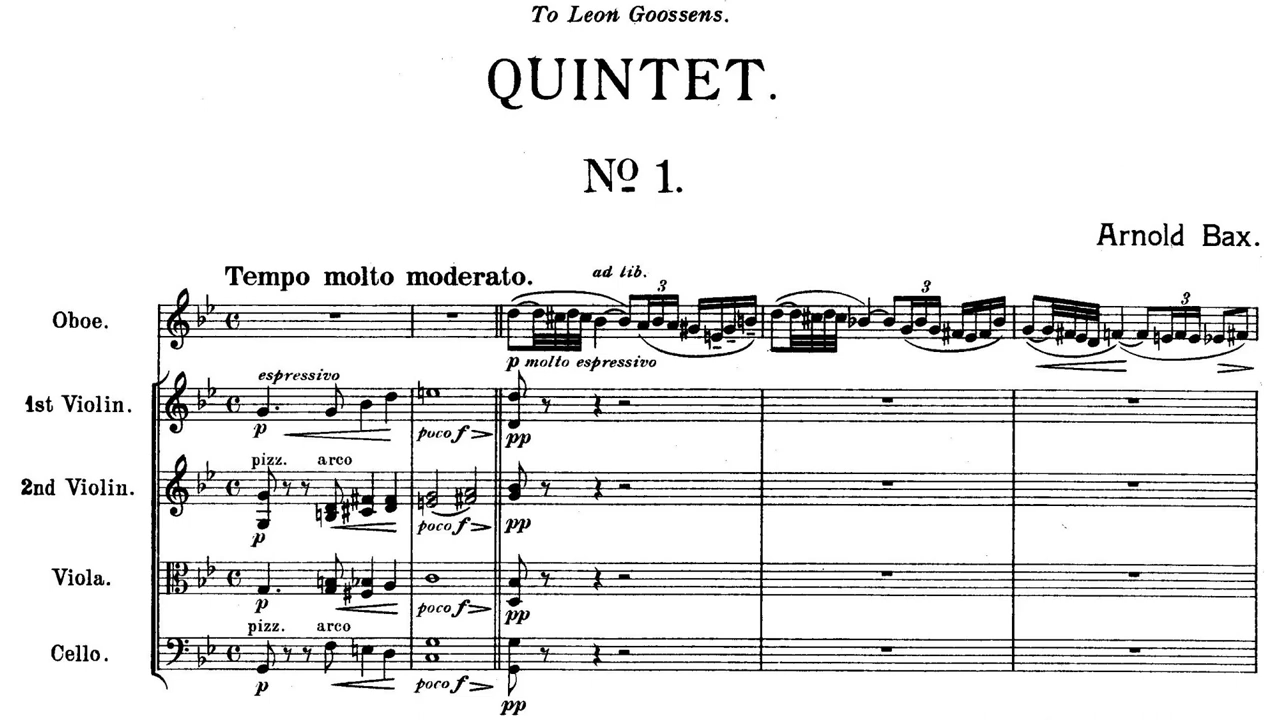 To Leon Goossens.
QUINTET.
Nº 1.
Arnold Bax.
Tempo molto moderato.
ad lib.
3 3 3
Oboe.
p molto espressivo
espressivo
1st Violin.
p poco f pp
pizz. arco
2nd Violin.
p poco f pp
Viola.
p poco f pp
pizz. arco
Cello.
p poco f pp